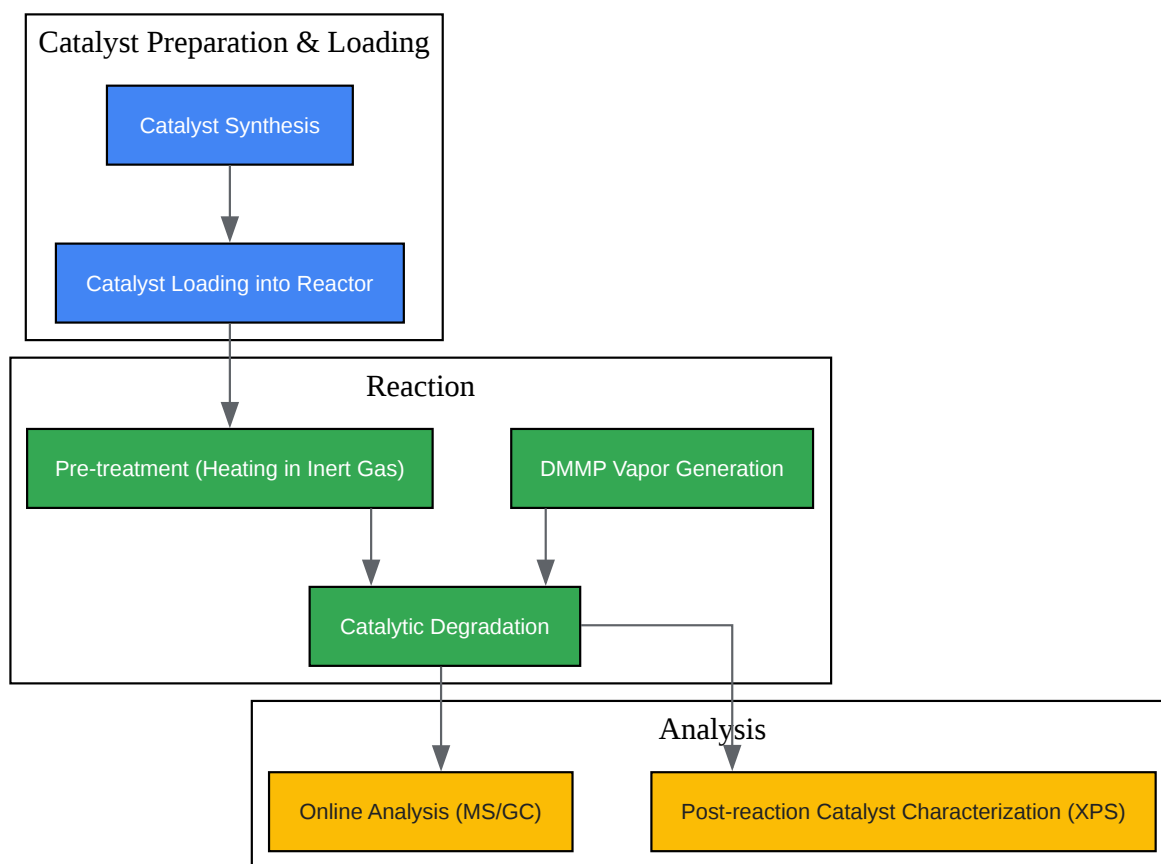 Catalyst Preparation & Loading
Catalyst Synthesis
Catalyst Loading into Reactor
Reaction
Pre-treatment (Heating in Inert Gas)
DMMP Vapor Generation
Catalytic Degradation
Analysis
Online Analysis (MS/GC)
Post-reaction Catalyst Characterization (XPS)